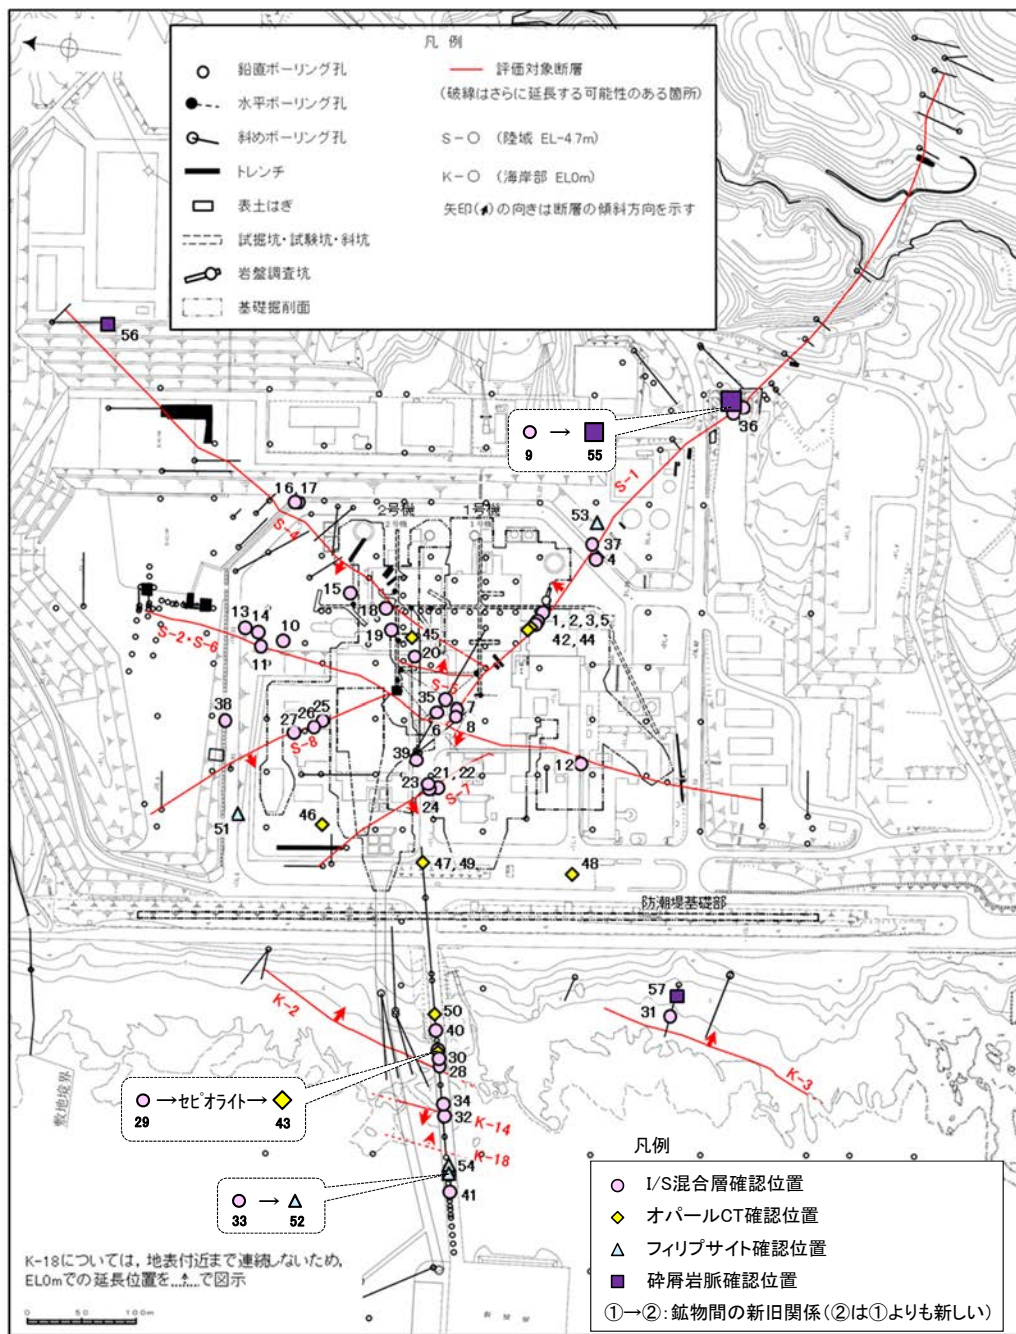 凡 例
鉛直ボーリング孔
水平ボーリング孔
斜めボーリング孔
トレンチ
表土はぎ
試掘坑・試験坑・斜坑
岩盤調査坑
基礎掘削面
評価対象断層
(破線はさらに延長する可能性のある箇所)
S-○ (陸域 EL-4.7m)
K-○ (海岸部 EL0m)
矢印( )の向きは断層の傾斜方向を示す
56
9 → 55
36
S-1
16,17
S-4
2号機
2号機
1号機
1号機
53
37
4
15
18
19
45
20
1, 2, 3, 5,
42, 44
13
14
10
11
S-2・S-6
S-5
35
7
6
8
38
25
26
27
S-8
39
12
21, 22
23
24
S-7
51
46
47, 49
48
防潮堤基礎部
K-2
50
40
57
31
K-3
30
28
29 →セピオライト→ 43
34
32
K-14
K-18
54
33 → 52
41
敷地境界
K-18については, 地表付近まで連続しないため,
EL0mでの延長位置を で図示
0 50 100m
凡例
I/S混合層確認位置
オパールCT確認位置
フィリプサイト確認位置
砕屑岩脈確認位置
①→②: 鉱物間の新旧関係(②は①よりも新しい)